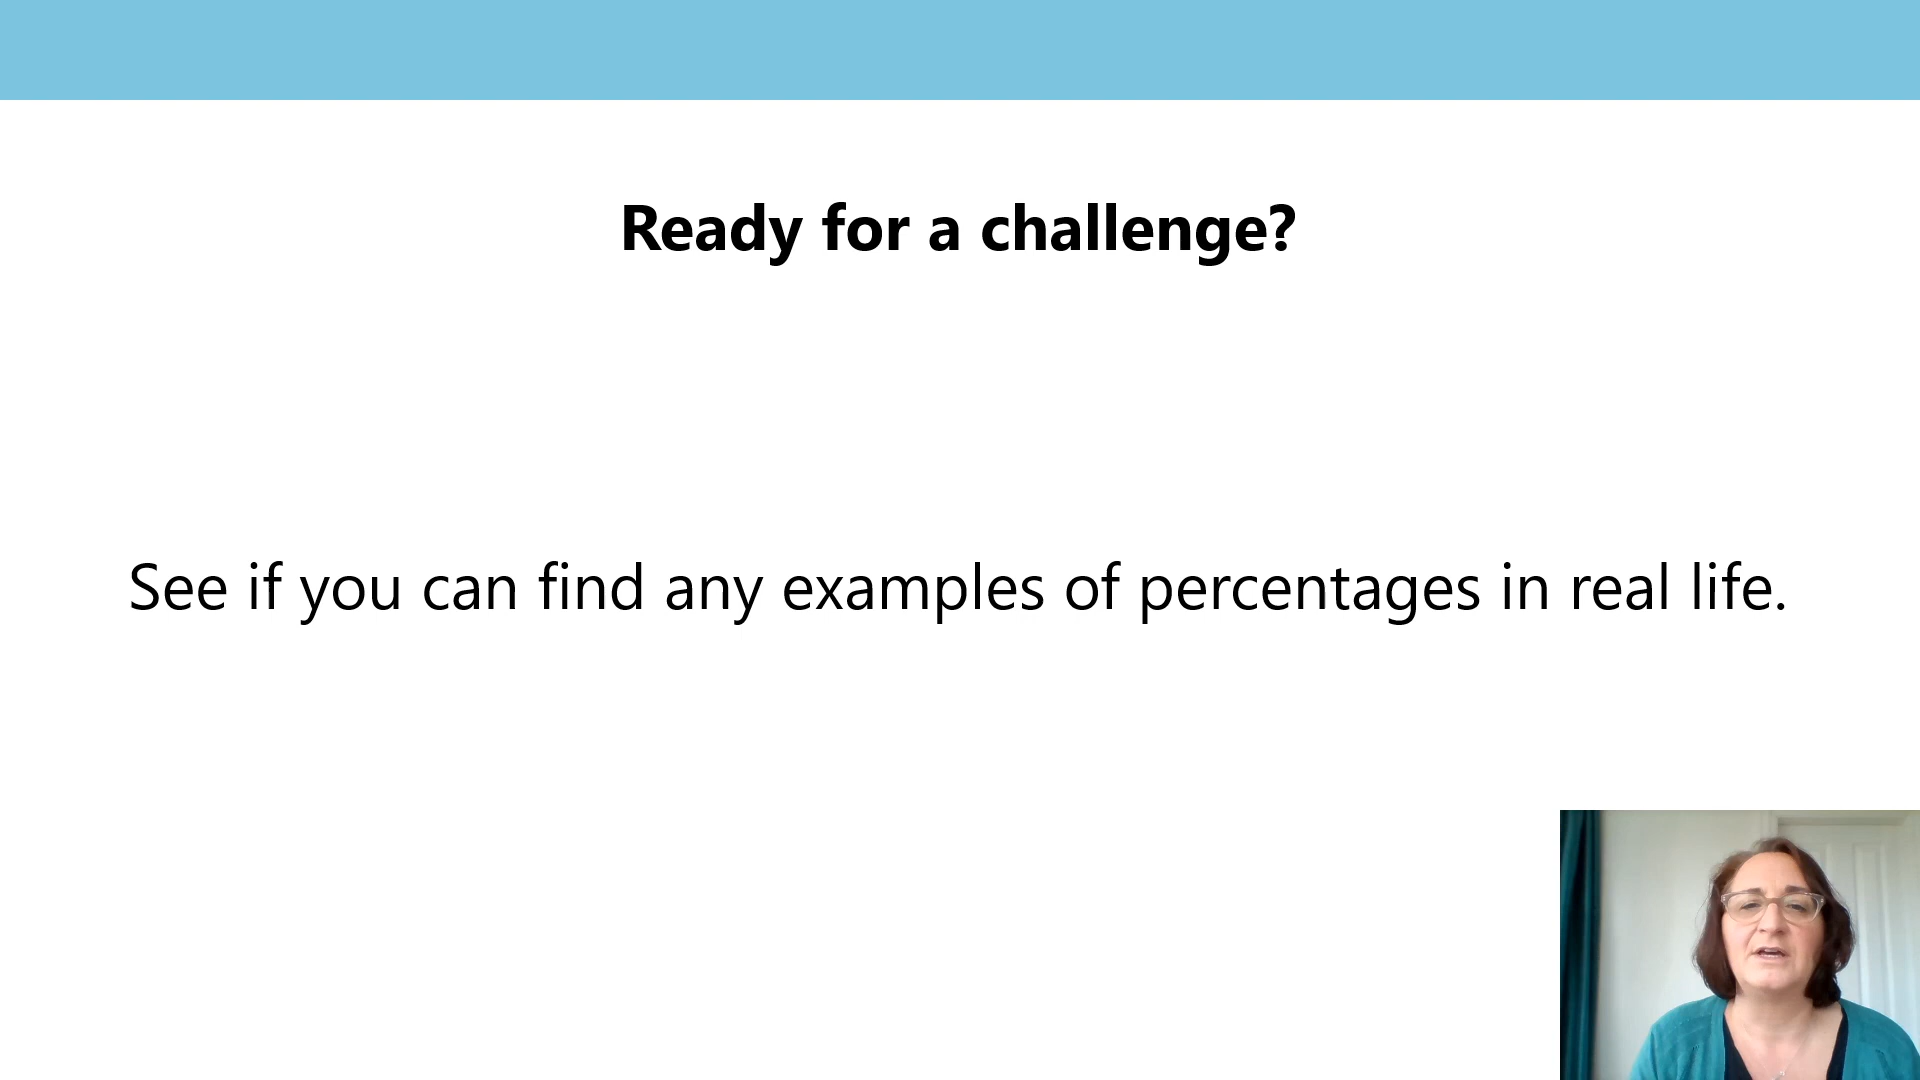 Ready for a challenge?
See if you can find any examples of percentages in real life.